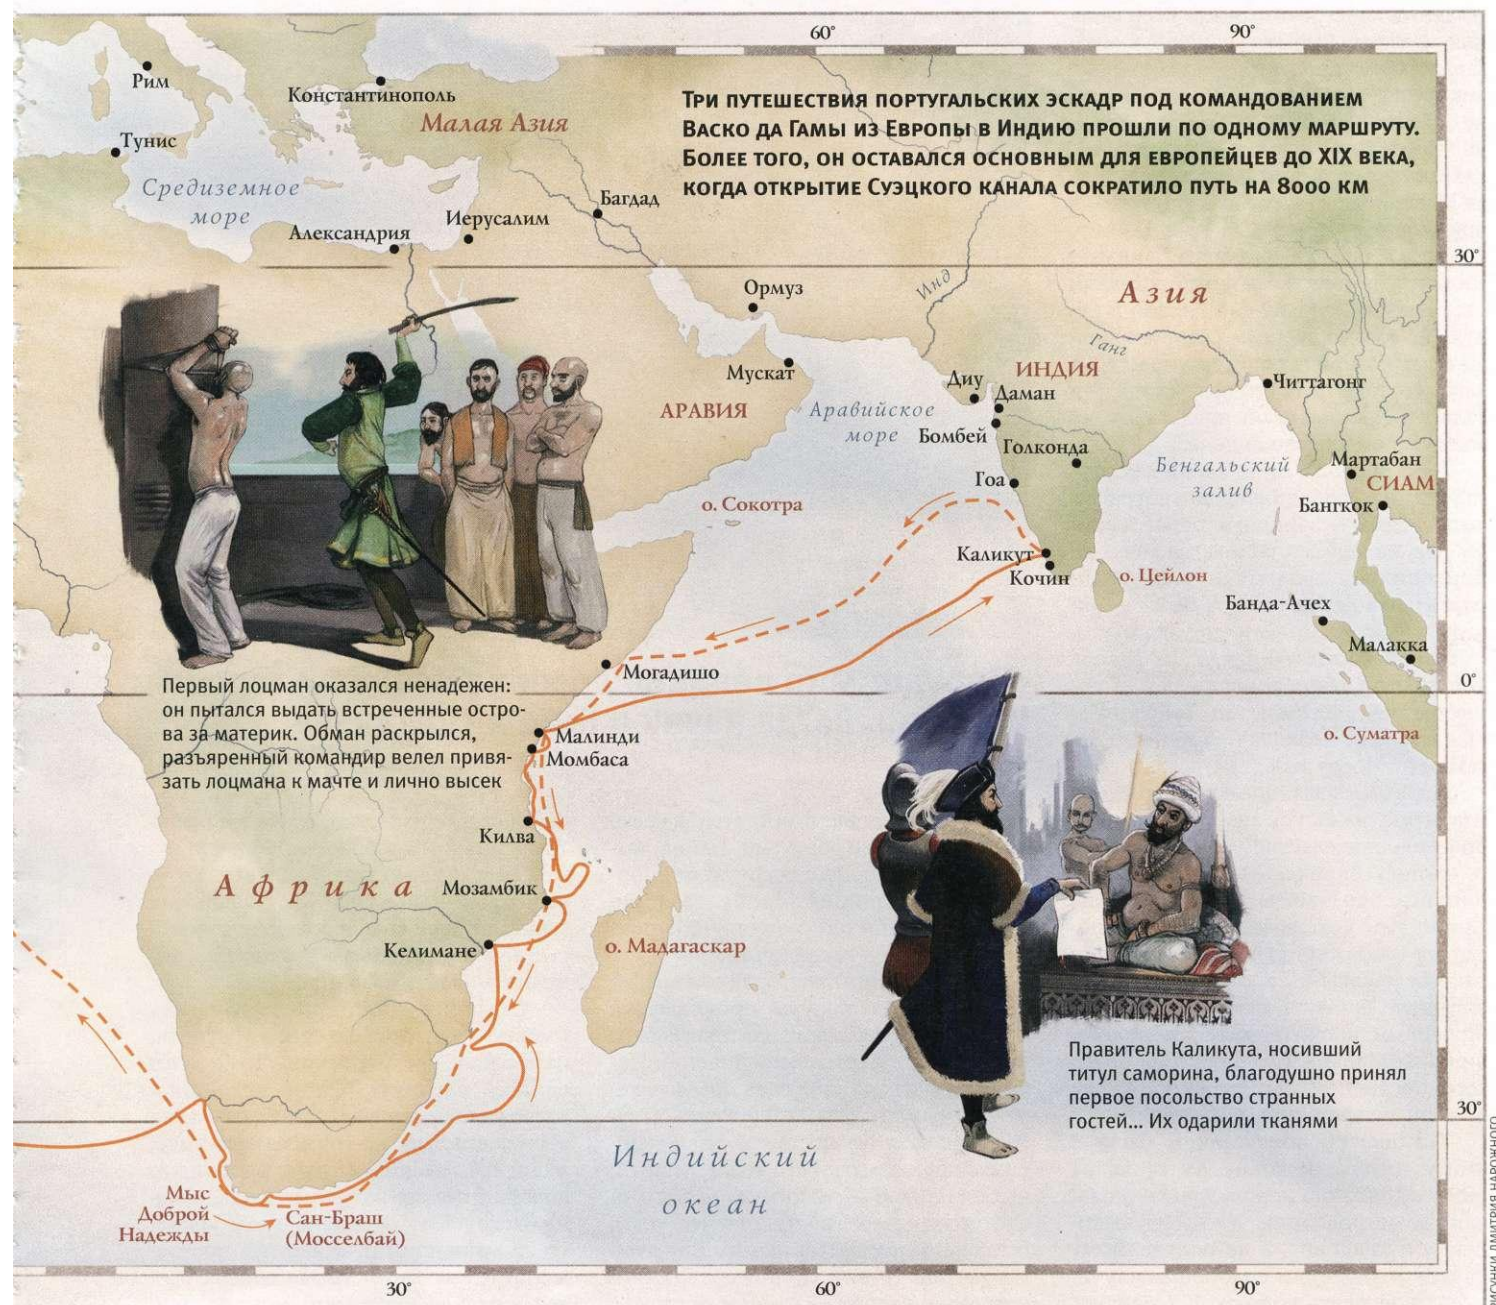 60°
90°
Рим
Константинополь
Малая Азия
Тунис
Средиземное
море
Александрия
Иерусалим
Багдад
Три путешествия португальских эскадр под командованием
Васко да Гамы из Европы в Индию прошли по одному маршруту.
Более того, он оставался основным для европейцев до XIX века,
когда открытие Суэцкого канала сократило путь на 8000 км
30°
Ормуз
Инд
Азия
Ганг
Мускат
АРАВИЯ
Аравийское
море
Диу
ИНДИЯ
Даман
Бомбей
Голконда
Гоа
Читтагонг
Бенгальский
залив
Мартабан
СИАМ
Бангкок
о. Сокотра
Каликут
Кочин
о. Цейлон
Банда-Ачех
Малакка
Могадишо
0°
Первый лоцман оказался ненадежен:
он пытался выдать встреченные остро-
ва за материк. Обман раскрылся,
разъяренный командир велел привя-
зать лоцмана к мачте и лично высек
Малинди
Момбаса
о. Суматра
Килва
Африка
Мозамбик
Келимане
о. Мадагаскар
Правитель Каликута, носивший
титул саморина, благодушно принял
первое посольство странных
гостей... Их одарили тканями
30°
Индийский
океан
Мыс
Доброй
Надежды
Сан-Браш
(Мосселбай)
30°
60°
90°
РИСУНКИ ДМИТРИЯ НАРОЖНОГО